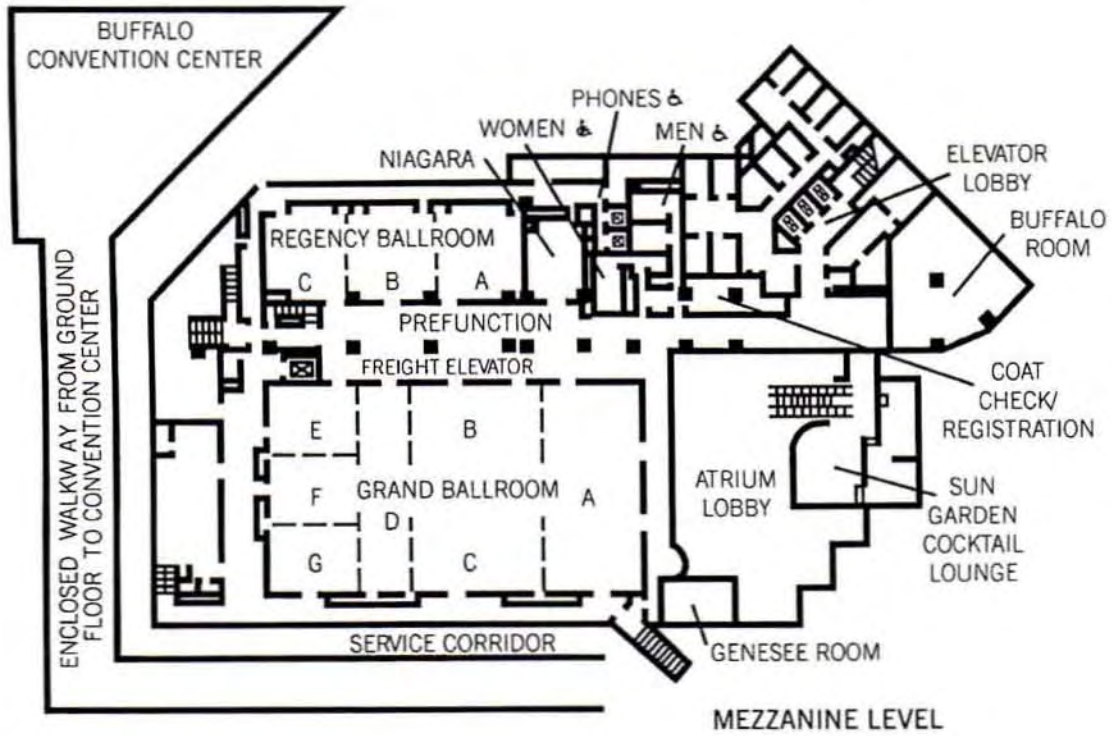 BUFFALO
CONVENTION CENTER
PHONES ♿
WOMEN ♿
MEN ♿
NIAGARA
ELEVATOR
LOBBY
BUFFALO
ROOM
REGENCY BALLROOM
C
B
A
PREFUNCTION
FREIGHT ELEVATOR
COAT
CHECK/
REGISTRATION
E
B
F
GRAND BALLROOM
A
D
G
C
ATRIUM
LOBBY
SUN
GARDEN
COCKTAIL
LOUNGE
ENCLOSED WALKWAY FROM GROUND
FLOOR TO CONVENTION CENTER
SERVICE CORRIDOR
GENESEE ROOM
MEZZANINE LEVEL